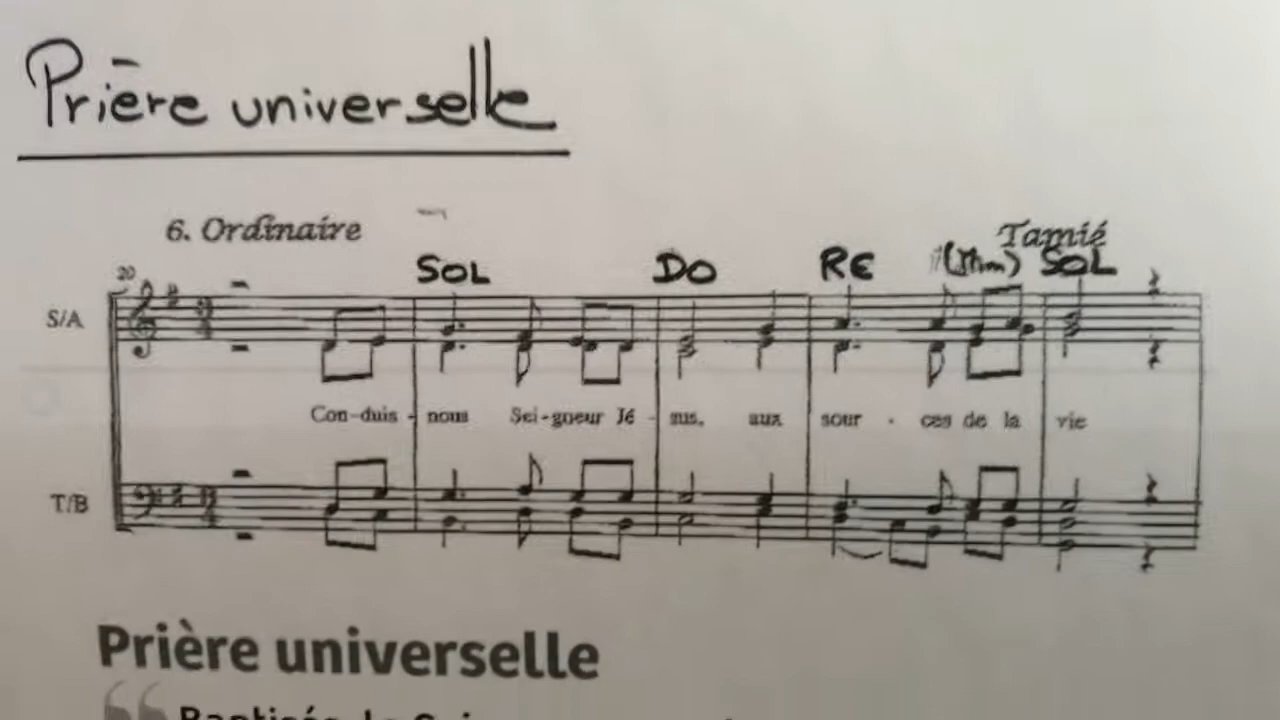 Prière universelle
6. Ordinaire
Tamié
SOL DO RE SOL
20
S/A
Con-duis - nous Sei-gneur Jé - sus, aux sour - ces de la vie
T/B
Prière universelle